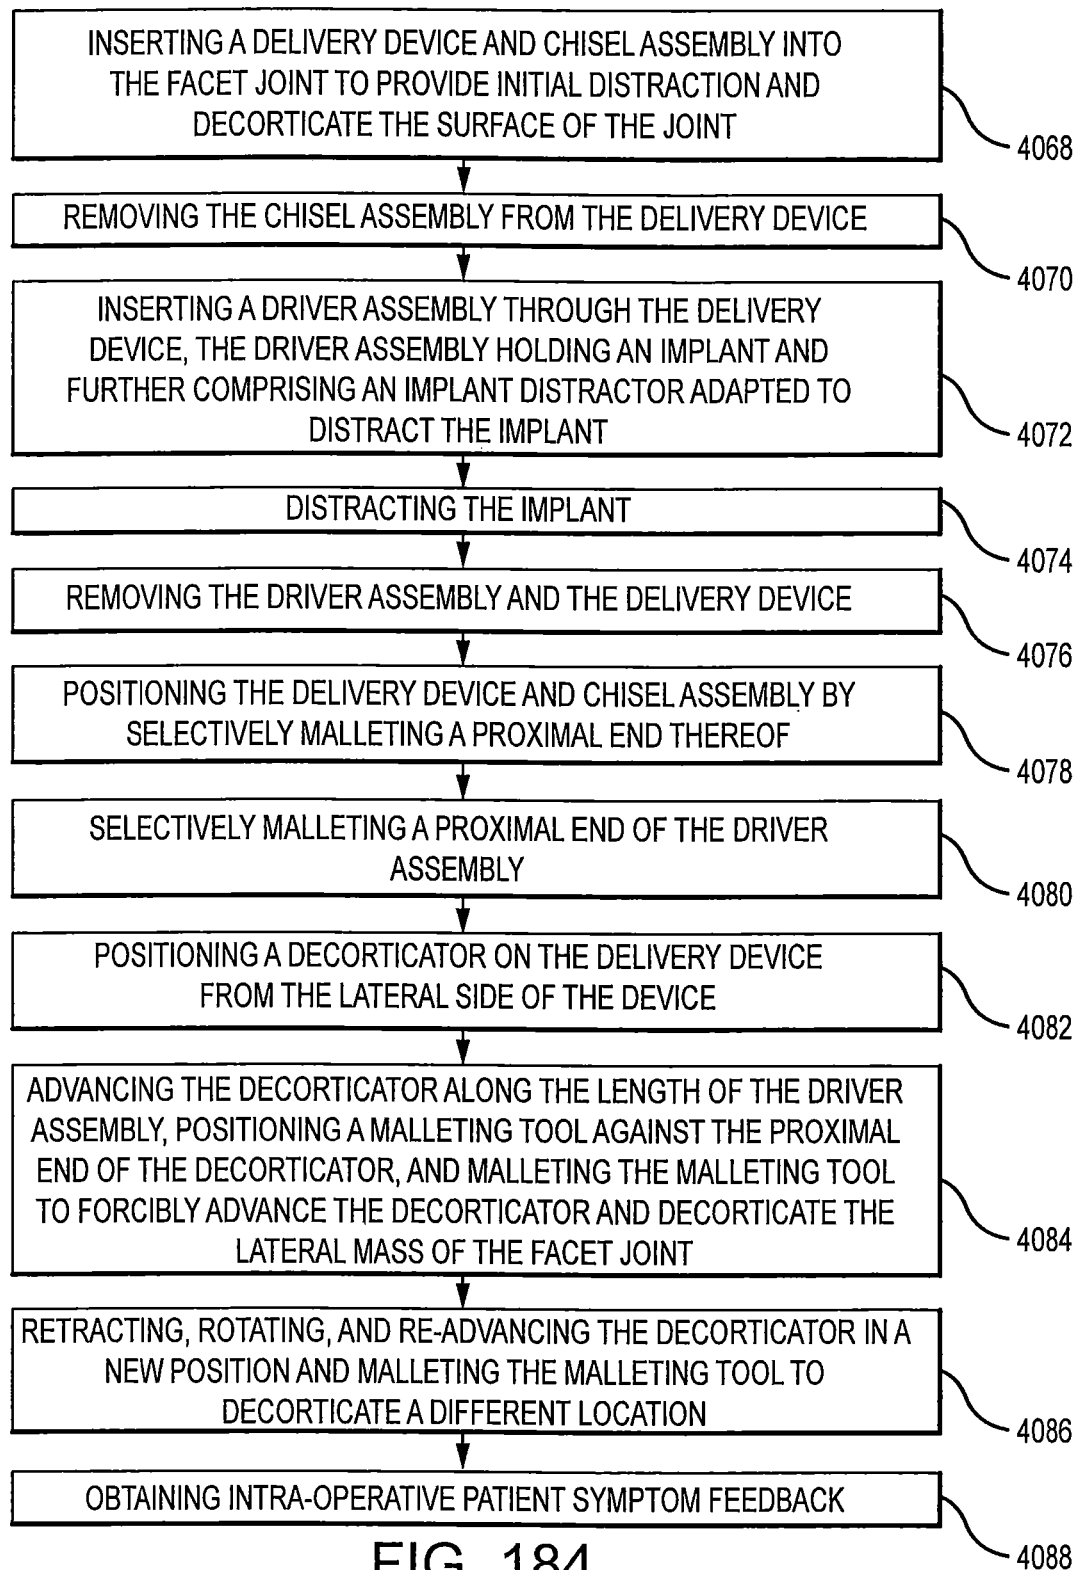 INSERTING A DELIVERY DEVICE AND CHISEL ASSEMBLY INTO
THE FACET JOINT TO PROVIDE INITIAL DISTRACTION AND
DECORTICATE THE SURFACE OF THE JOINT
4068
REMOVING THE CHISEL ASSEMBLY FROM THE DELIVERY DEVICE
4070
INSERTING A DRIVER ASSEMBLY THROUGH THE DELIVERY
DEVICE, THE DRIVER ASSEMBLY HOLDING AN IMPLANT AND
FURTHER COMPRISING AN IMPLANT DISTRACTOR ADAPTED TO
DISTRACT THE IMPLANT
4072
DISTRACTING THE IMPLANT
4074
REMOVING THE DRIVER ASSEMBLY AND THE DELIVERY DEVICE
4076
POSITIONING THE DELIVERY DEVICE AND CHISEL ASSEMBLY BY
SELECTIVELY MALLETING A PROXIMAL END THEREOF
4078
SELECTIVELY MALLETING A PROXIMAL END OF THE DRIVER
ASSEMBLY
4080
POSITIONING A DECORTICATOR ON THE DELIVERY DEVICE
FROM THE LATERAL SIDE OF THE DEVICE
4082
ADVANCING THE DECORTICATOR ALONG THE LENGTH OF THE DRIVER
ASSEMBLY, POSITIONING A MALLETING TOOL AGAINST THE PROXIMAL
END OF THE DECORTICATOR, AND MALLETING THE MALLETING TOOL
TO FORCIBLY ADVANCE THE DECORTICATOR AND DECORTICATE THE
LATERAL MASS OF THE FACET JOINT
4084
RETRACTING, ROTATING, AND RE-ADVANCING THE DECORTICATOR IN A
NEW POSITION AND MALLETING THE MALLETING TOOL TO
DECORTICATE A DIFFERENT LOCATION
4086
OBTAINING INTRA-OPERATIVE PATIENT SYMPTOM FEEDBACK
4088
FIG. 184